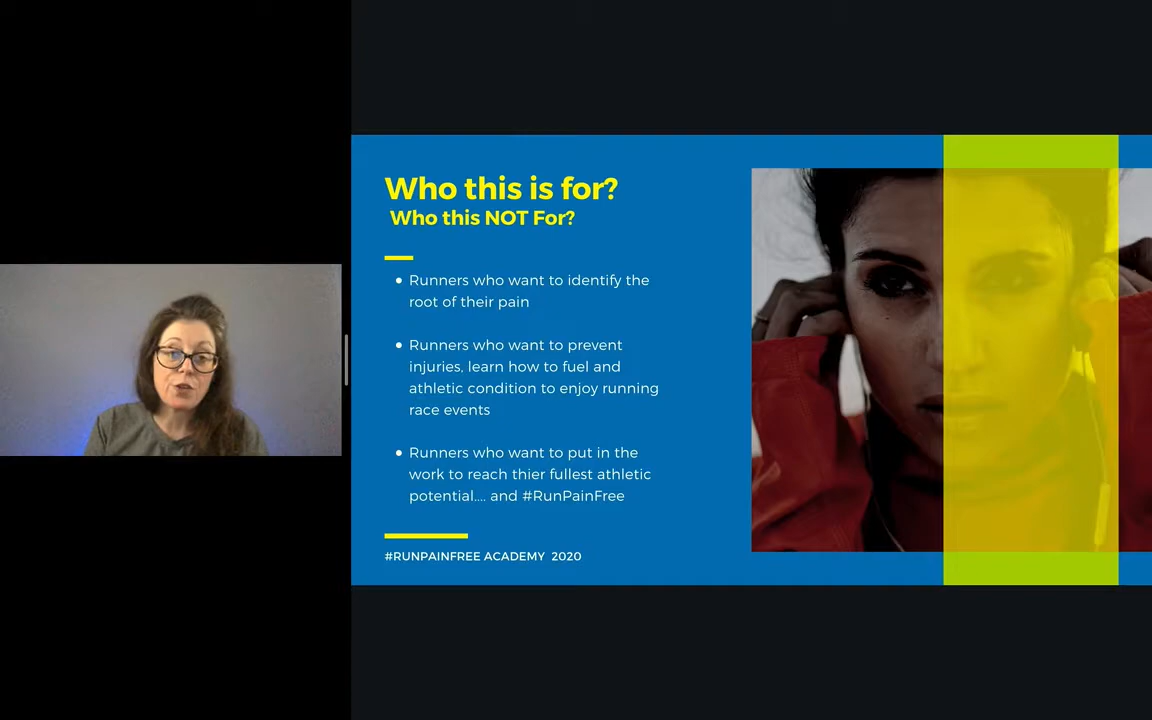 Who this is for?
Who this NOT For?
Runners who want to identify the
root of their pain
Runners who want to prevent
injuries, learn how to fuel and
athletic condition to enjoy running
race events
Runners who want to put in the
work to reach thier fullest athletic
potential.... and #RunPainFree
#RUNPAINFREE ACADEMY 2020